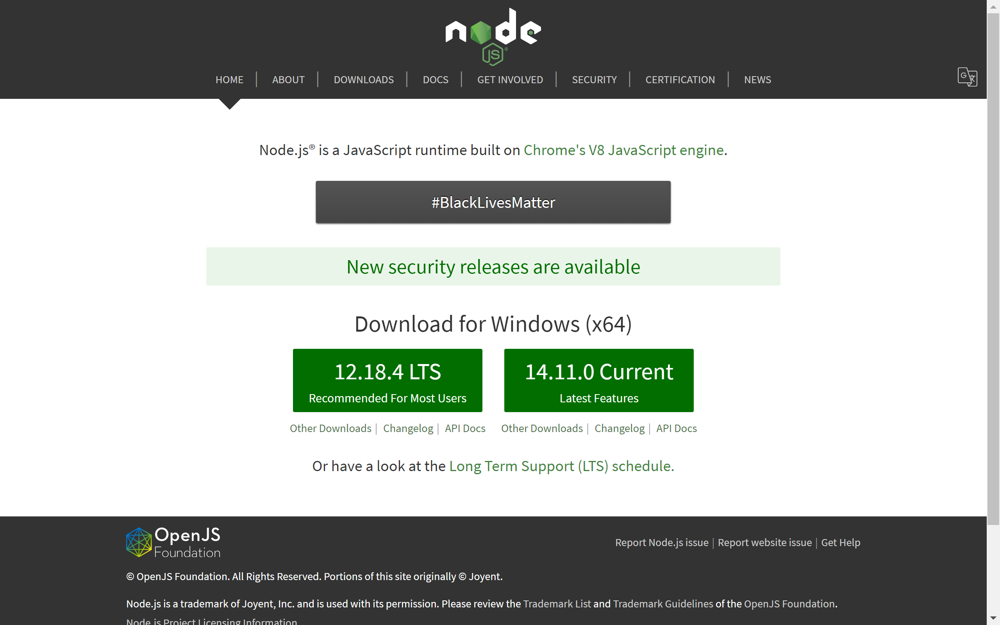 node
JS ®
HOME | ABOUT | DOWNLOADS | DOCS | GET INVOLVED | SECURITY | CERTIFICATION | NEWS
Node.js® is a JavaScript runtime built on Chrome's V8 JavaScript engine.
#BlackLivesMatter
New security releases are available
Download for Windows (x64)
12.18.4 LTS
Recommended For Most Users
14.11.0 Current
Latest Features
Other Downloads | Changelog | API Docs
Other Downloads | Changelog | API Docs
Or have a look at the Long Term Support (LTS) schedule.
OpenJS
Foundation
Report Node.js issue | Report website issue | Get Help
© OpenJS Foundation. All Rights Reserved. Portions of this site originally © Joyent.
Node.js is a trademark of Joyent, Inc. and is used with its permission. Please review the Trademark List and Trademark Guidelines of the OpenJS Foundation.
Node.js Project Licensing Information